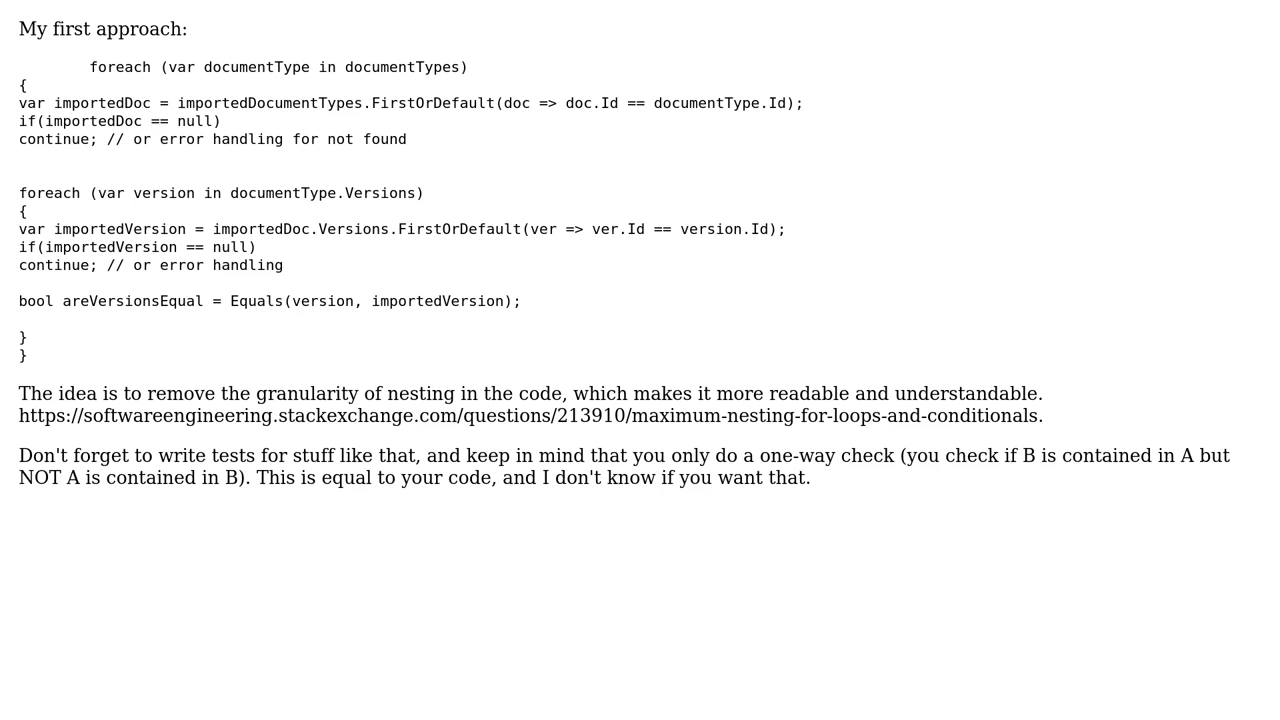 My first approach:
foreach (var documentType in documentTypes)
{
var importedDoc = importedDocumentTypes.FirstOrDefault(doc => doc.Id == documentType.Id);
if(importedDoc == null)
continue; // or error handling for not found
foreach (var version in documentType.Versions)
{
var importedVersion = importedDoc.Versions.FirstOrDefault(ver => ver.Id == version.Id);
if(importedVersion == null)
continue; // or error handling
bool areVersionsEqual = Equals(version, importedVersion);
}
}
The idea is to remove the granularity of nesting in the code, which makes it more readable and understandable.
https://softwareengineering.stackexchange.com/questions/213910/maximum-nesting-for-loops-and-conditionals.
Don't forget to write tests for stuff like that, and keep in mind that you only do a one-way check (you check if B is contained in A but
NOT A is contained in B). This is equal to your code, and I don't know if you want that.